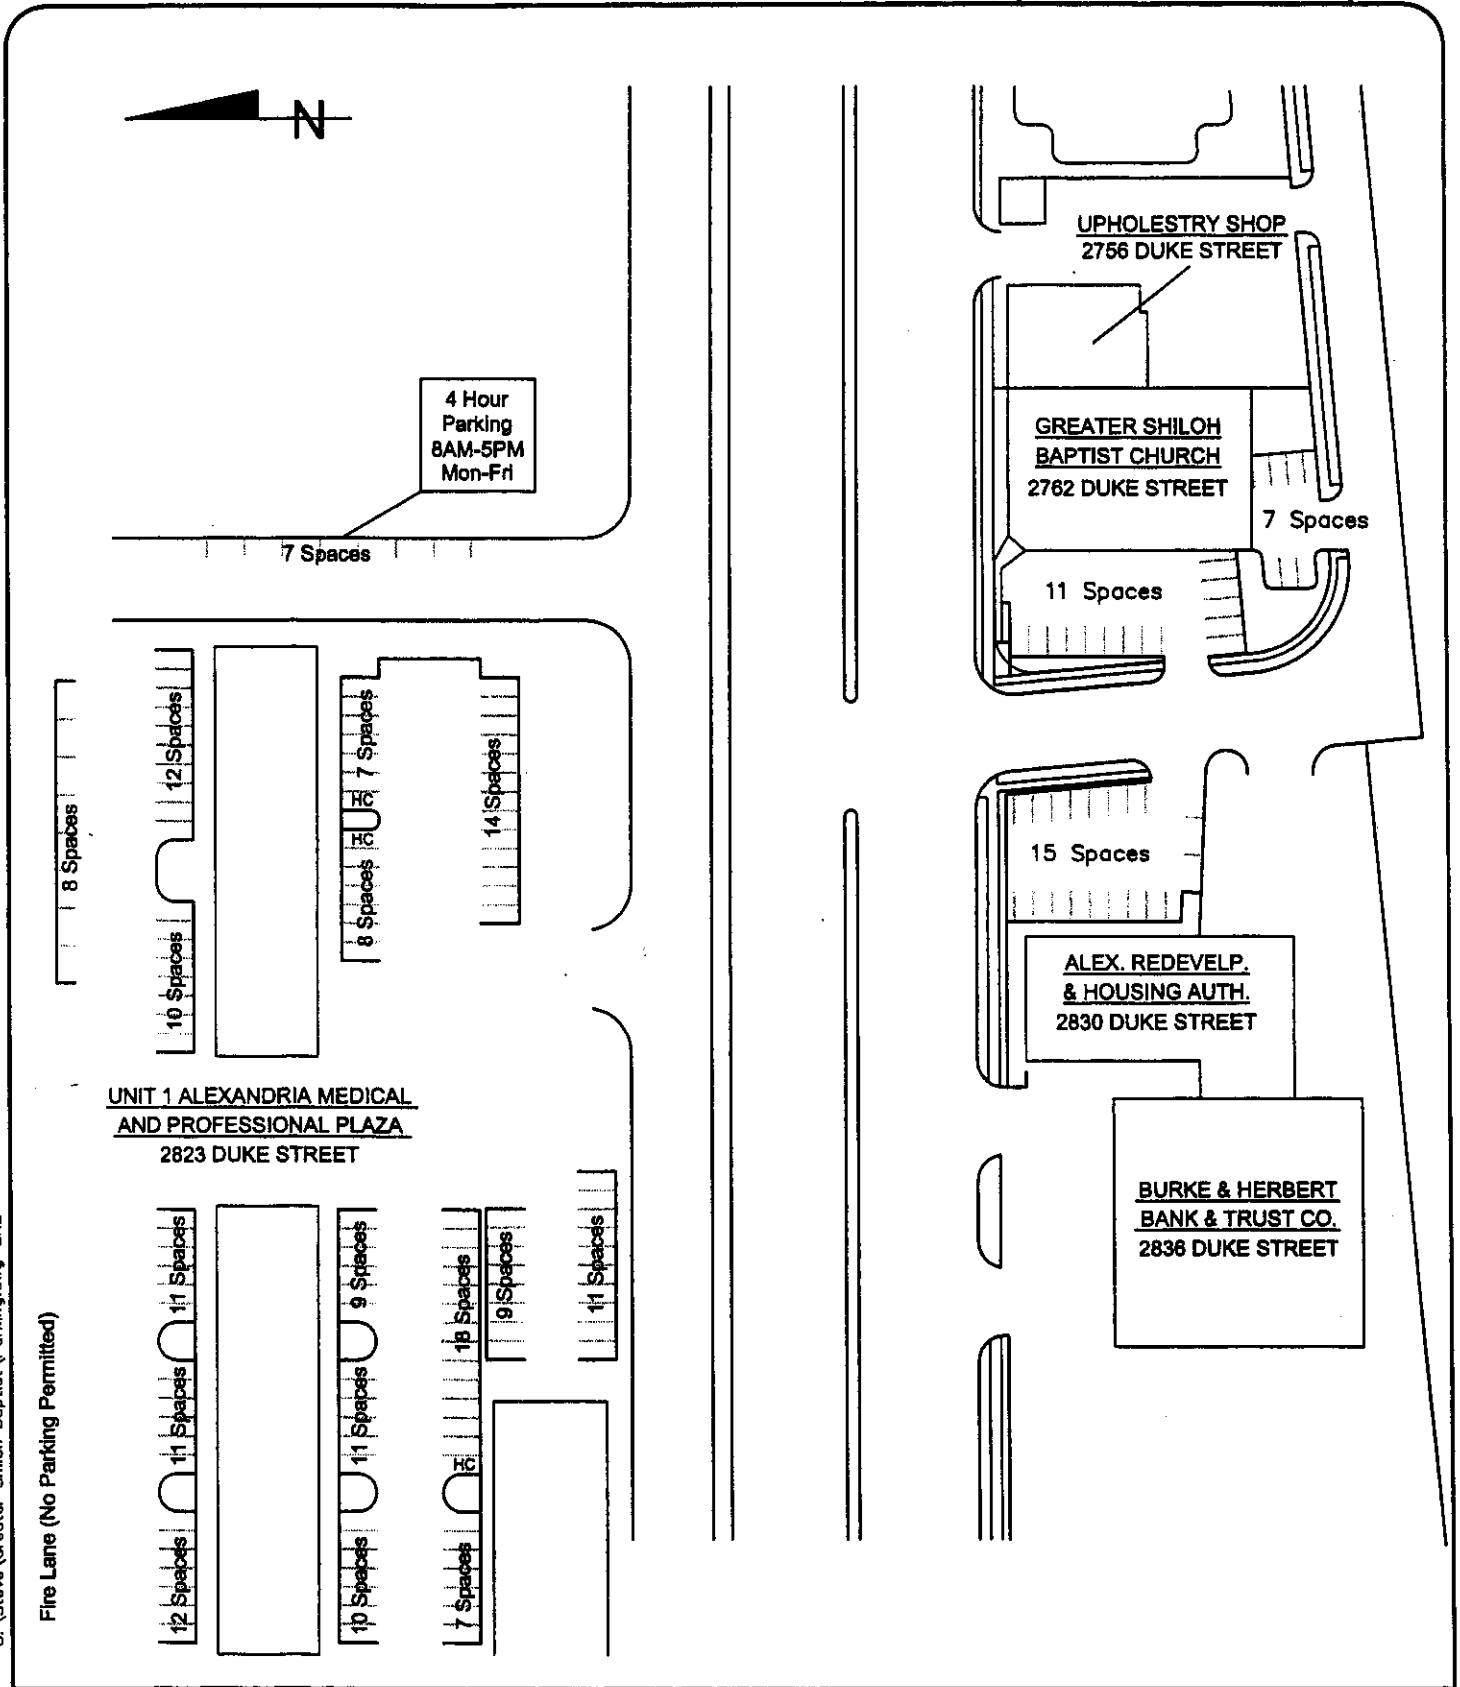 N
UPHOLESTRY SHOP
2756 DUKE STREET
4 Hour
Parking
8AM-5PM
Mon-Fri
7 Spaces
GREATER SHILOH
BAPTIST CHURCH
2762 DUKE STREET
7 Spaces
11 Spaces
8 Spaces
12 Spaces
10 Spaces
7 Spaces
HC
HC
8 Spaces
14 Spaces
15 Spaces
ALEX. REDEVELP.
& HOUSING AUTH.
2830 DUKE STREET
UNIT 1 ALEXANDRIA MEDICAL
AND PROFESSIONAL PLAZA
2823 DUKE STREET
BURKE & HERBERT
BANK & TRUST CO.
2836 DUKE STREET
11 Spaces
11 Spaces
12 Spaces
9 Spaces
11 Spaces
10 Spaces
18 Spaces
HC
7 Spaces
9 Spaces
11 Spaces
Fire Lane (No Parking Permitted)